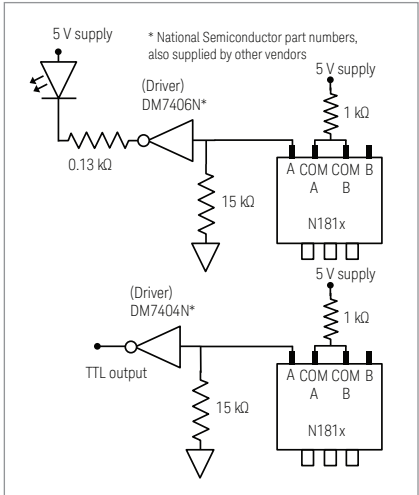 5 V supply
* National Semiconductor part numbers,
also supplied by other vendors
(Driver)
DM7406N*
5 V supply
1 kΩ
0.13 kΩ
15 kΩ
A COM COM B
A B
N181x
5 V supply
(Driver)
DM7404N*
1 kΩ
TTL output
A COM COM B
A B
15 kΩ
N181x